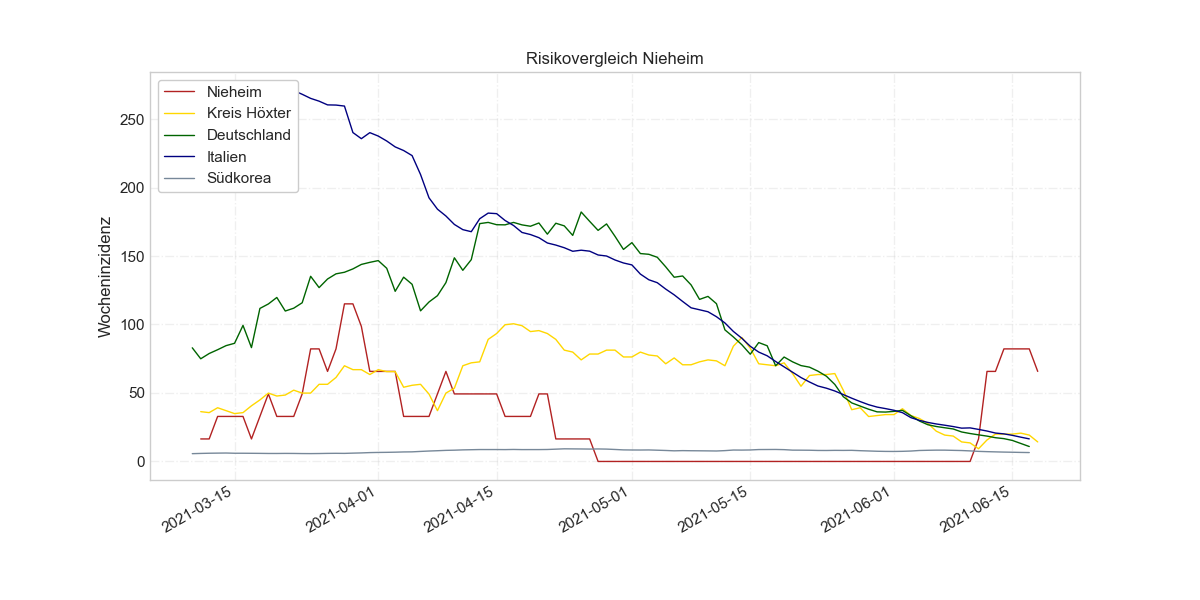 Risikovergleich Nieheim
Nieheim
Kreis Höxter
Deutschland
Italien
Südkorea
Wocheninzidenz
250
200
150
100
50
0
2021-03-15
2021-04-01
2021-04-15
2021-05-01
2021-05-15
2021-06-01
2021-06-15